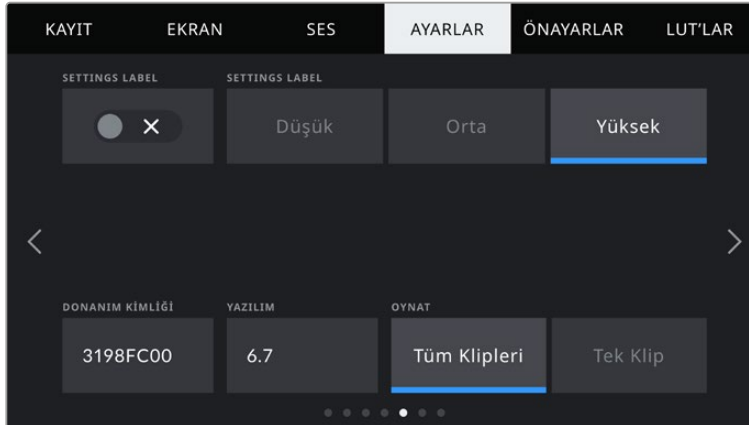 KAYIT EKRAN SES AYARLAR ÖNAYARLAR LUT'LAR
SETTINGS LABEL SETTINGS LABEL
Düşük Orta Yüksek
DONANIM KİMLİĞİ YAZILIM OYNAT
3198FC00 6.7 Tüm Klipleri Tek Klip